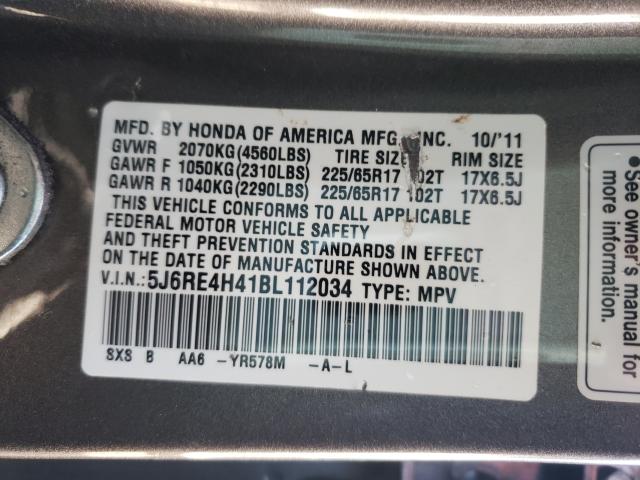 MFD. BY HONDA OF AMERICA MFG., INC. 10/'11
GVWR 2070KG(4560LBS) TIRE SIZE RIM SIZE
GAWR F 1050KG(2310LBS) 225/65R17 102T 17X6.5J
GAWR R 1040KG(2290LBS) 225/65R17 102T 17X6.5J
THIS VEHICLE CONFORMS TO ALL APPLICABLE
FEDERAL MOTOR VEHICLE SAFETY
AND THEFT PREVENTION STANDARDS IN EFFECT
ON THE DATE OF MANUFACTURE SHOWN ABOVE.
V.I.N.:5J6RE4H41BL112034 TYPE: MPV
SXS B AA6 -YR578M -A-L
•See owner's manual for
more information.